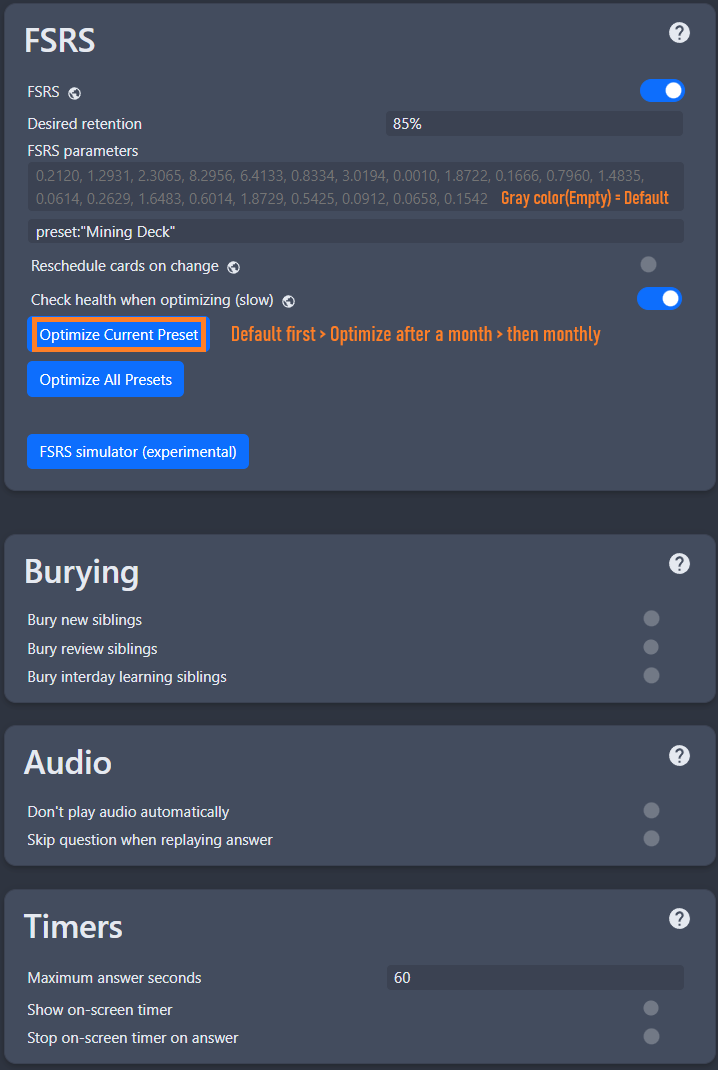 FSRS
FSRS
Desired retention 85%
FSRS parameters
0.2120, 1.2931, 2.3065, 8.2956, 6.4133, 0.8334, 3.0194, 0.0010, 1.8722, 0.1666, 0.7960, 1.4835,
0.0614, 0.2629, 1.6483, 0.6014, 1.8729, 0.5425, 0.0912, 0.0658, 0.1542 Gray color(Empty) = Default
preset:"Mining Deck"
Reschedule cards on change
Check health when optimizing (slow)
Optimize Current Preset Default first > Optimize after a month > then monthly
Optimize All Presets
FSRS simulator (experimental)
Burying
Bury new siblings
Bury review siblings
Bury interday learning siblings
Audio
Don't play audio automatically
Skip question when replaying answer
Timers
Maximum answer seconds 60
Show on-screen timer
Stop on-screen timer on answer